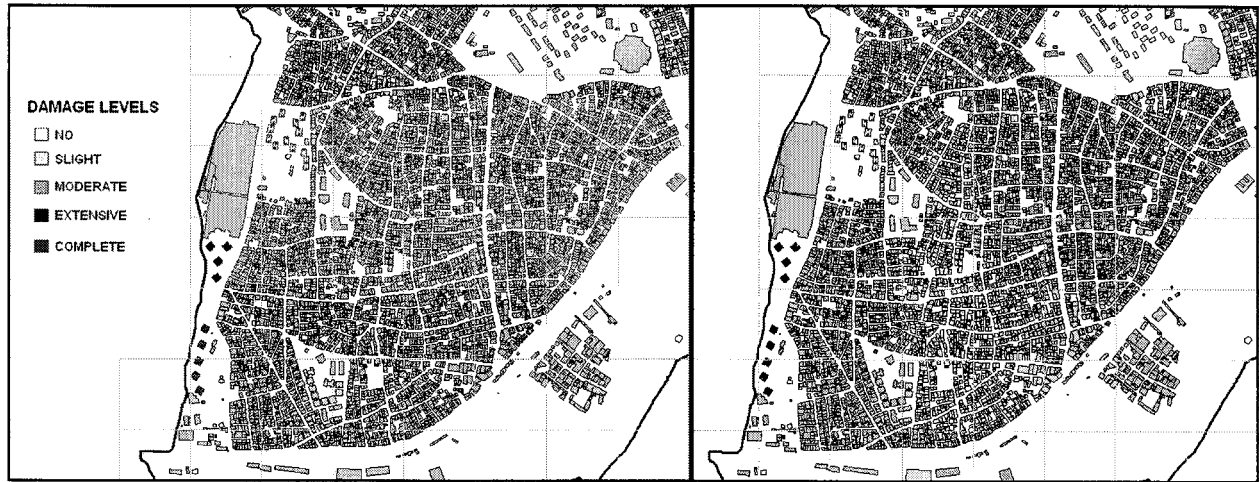 DAMAGE LEVELS
NO
SLIGHT
MODERATE
EXTENSIVE
COMPLETE